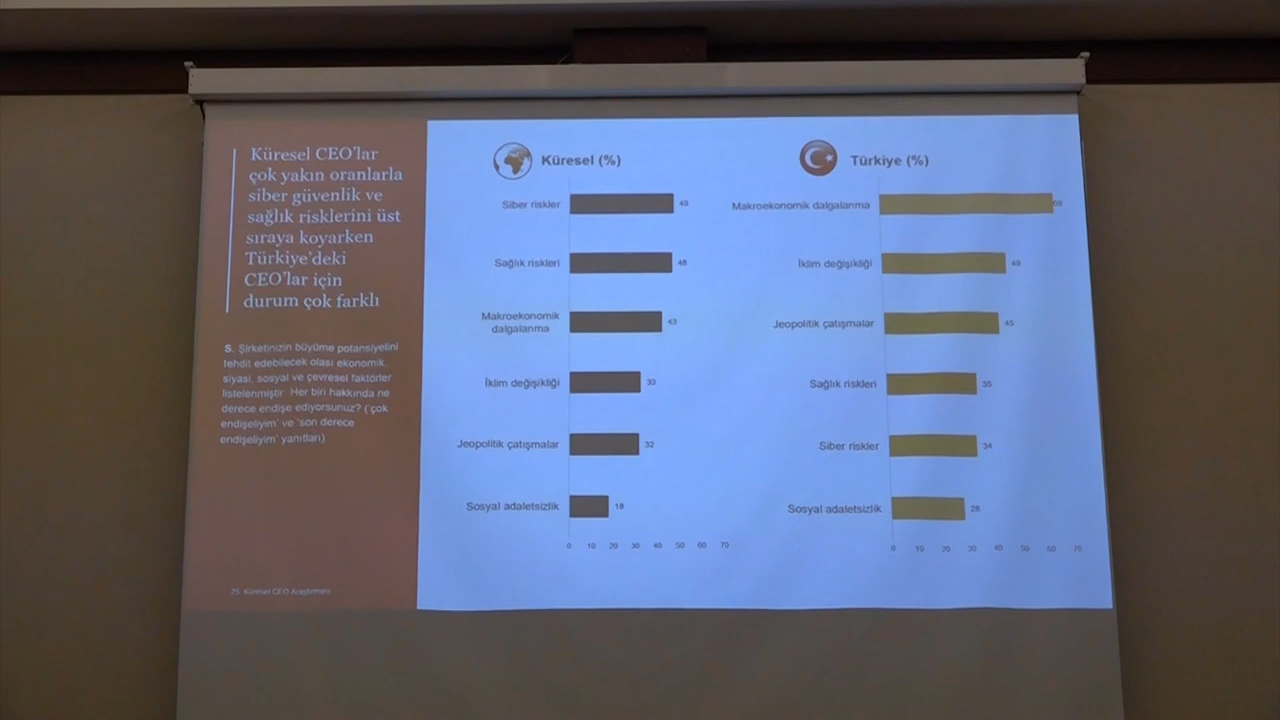 Küresel CEO'lar
çok yakın oranlarla
siber güvenlik ve
sağlık risklerini üst
sıraya koyarken
Türkiye'deki
CEO'lar için
durum çok farklı
S. Şirketinizin büyüme potansiyelini
tehdit edebilecek olası ekonomik,
siyasi, sosyal ve çevresel faktörler
listelenmiştir. Her biri hakkında ne
derece endişe ediyorsunuz? ('çok
endişeliyim' ve 'son derece
endişeliyim' yanıtları)
25. Küresel CEO Araştırması
Küresel (%)
Siber riskler 49
Sağlık riskleri 48
Makroekonomik
dalgalanma 43
İklim değişikliği 33
Jeopolitik çatışmalar 32
Sosyal adaletsizlik 18
0 10 20 30 40 50 60 70
Türkiye (%)
Makroekonomik dalgalanma 69
İklim değişikliği 49
Jeopolitik çatışmalar 45
Sağlık riskleri 35
Siber riskler 34
Sosyal adaletsizlik 28
0 10 20 30 40 50 60 70